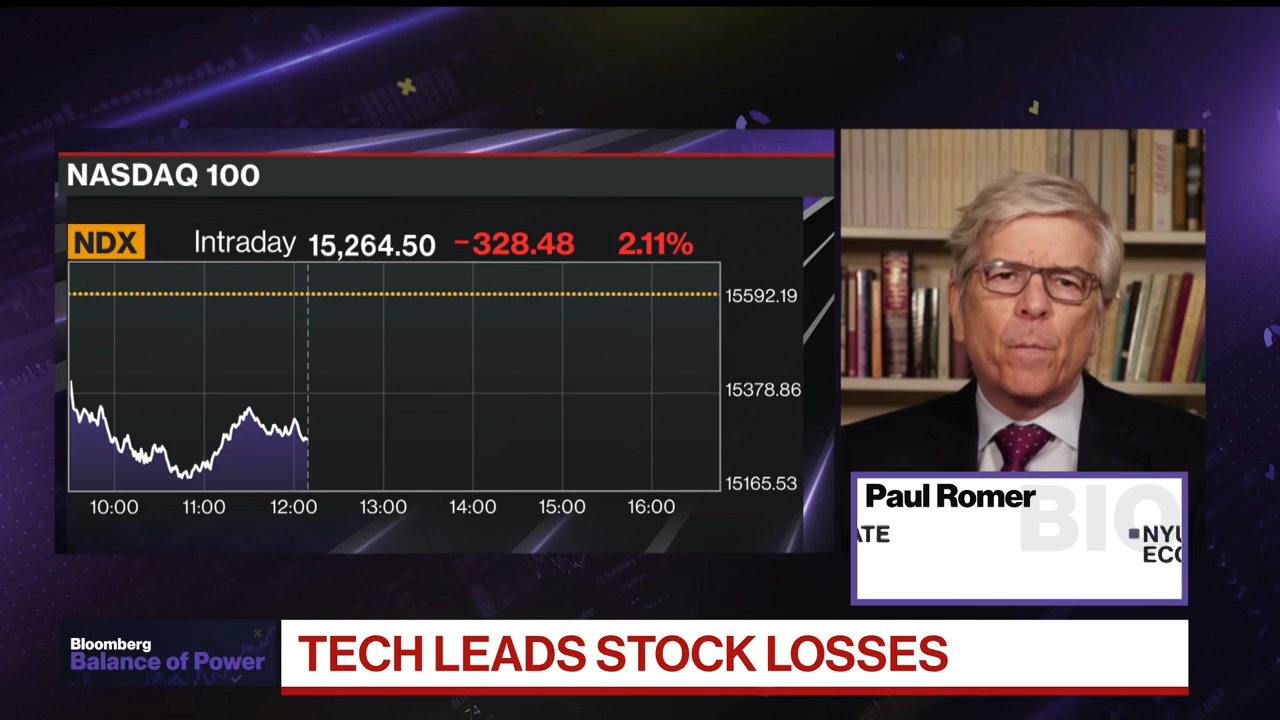 NASDAQ 100
NDX Intraday 15,264.50 -328.48 2.11%
15592.19
15378.86
15165.53
10:00 11:00 12:00 13:00 14:00 15:00 16:00
Paul Romer
BIO
ATE
NYU
ECO
Bloomberg
Balance of Power
TECH LEADS STOCK LOSSES
74